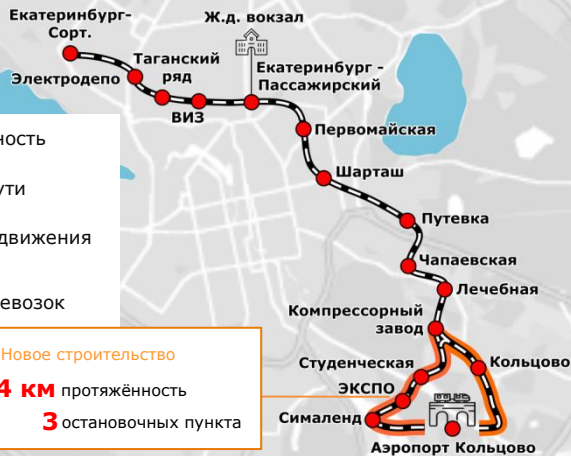 Екатеринбург-
Сорт.
Ж.д. вокзал
Электродепо
Таганский
ряд
ВИЗ
Екатеринбург -
Пассажирский
Первомайская
Шарташ
Путевка
Чапаевская
Лечебная
Компрессорный
завод
Студенческая
ЭКСПО
Сималенд
Кольцово
Аэропорт Кольцово
ность
ути
движения
евозок
Новое строительство
4 км протяжённость
3 остановочных пункта